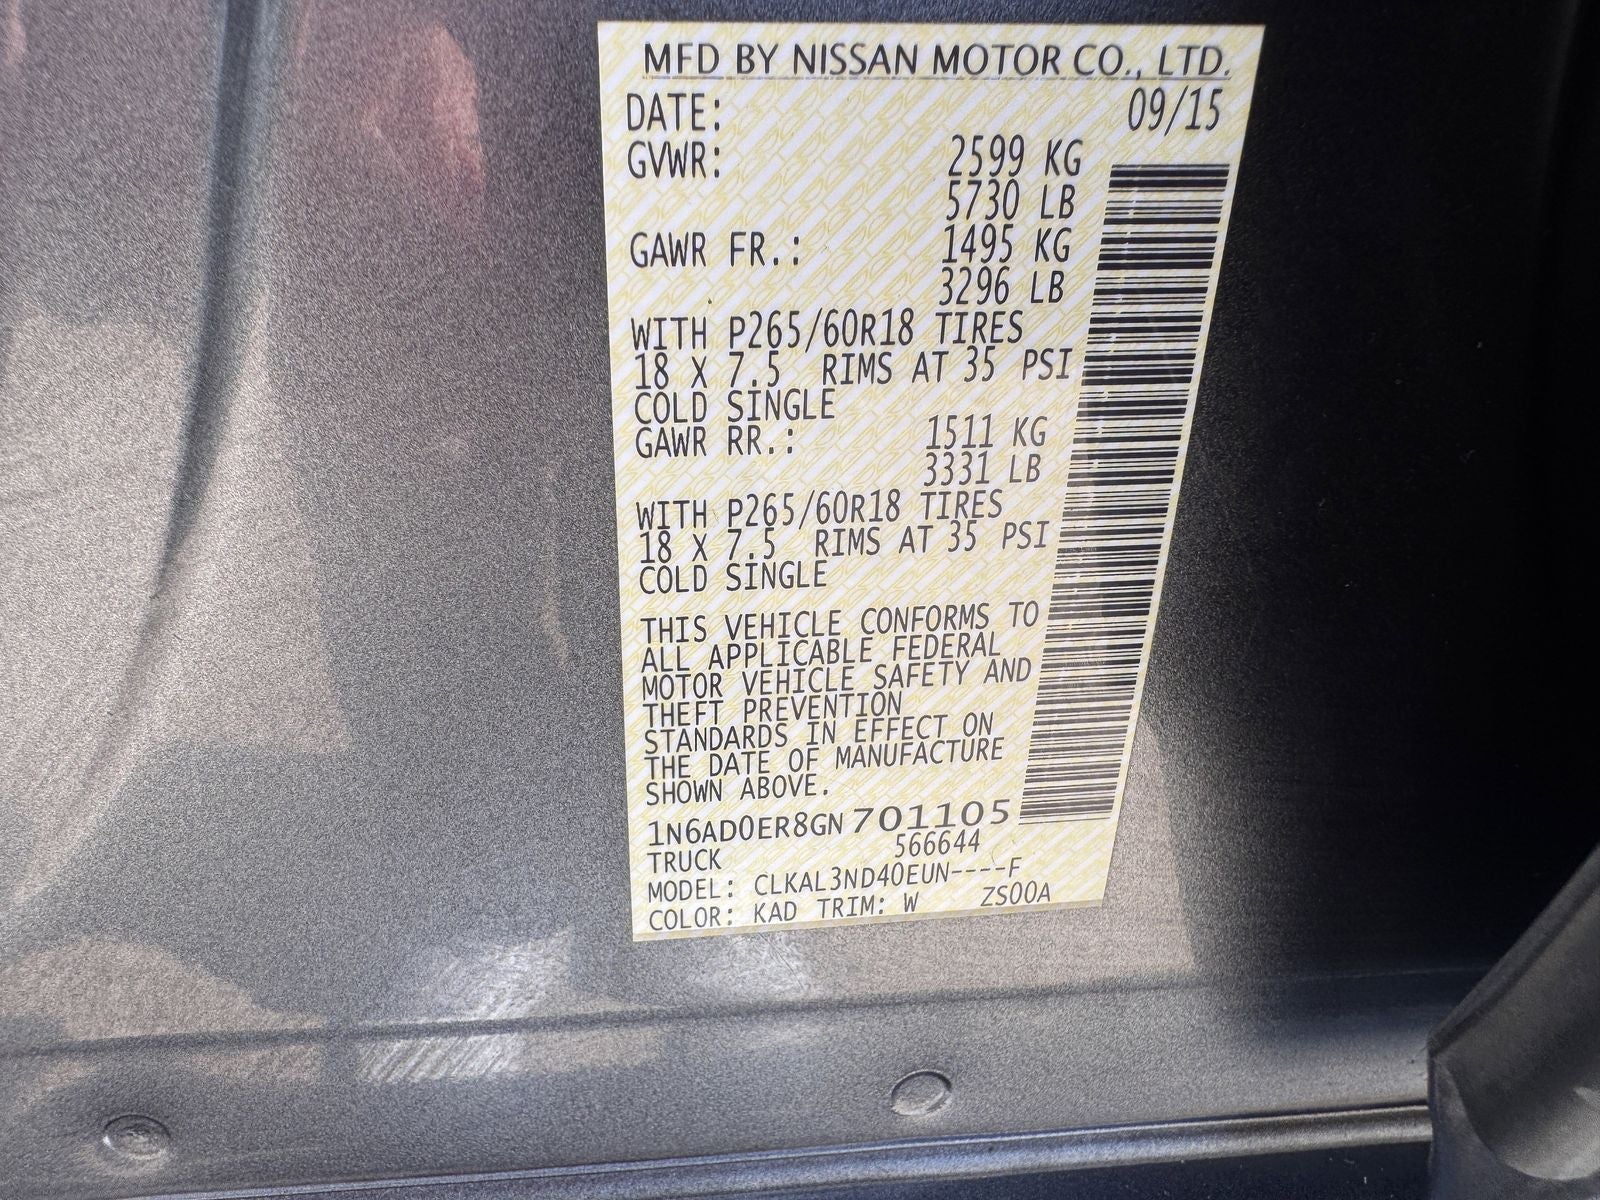 MFD BY NISSAN MOTOR CO., LTD.
DATE: 09/15
GVWR: 2599 KG
5730 LB
GAWR FR.: 1495 KG
3296 LB
WITH P265/60R18 TIRES
18 X 7.5 RIMS AT 35 PSI
COLD SINGLE
GAWR RR.: 1511 KG
3331 LB
WITH P265/60R18 TIRES
18 X 7.5 RIMS AT 35 PSI
COLD SINGLE
THIS VEHICLE CONFORMS TO
ALL APPLICABLE FEDERAL
MOTOR VEHICLE SAFETY AND
THEFT PREVENTION
STANDARDS IN EFFECT ON
THE DATE OF MANUFACTURE
SHOWN ABOVE.
1N6AD0ER8GN701105
TRUCK 566644
MODEL: CLKAL3ND40EUN----F
COLOR: KAD TRIM: W ZS00A